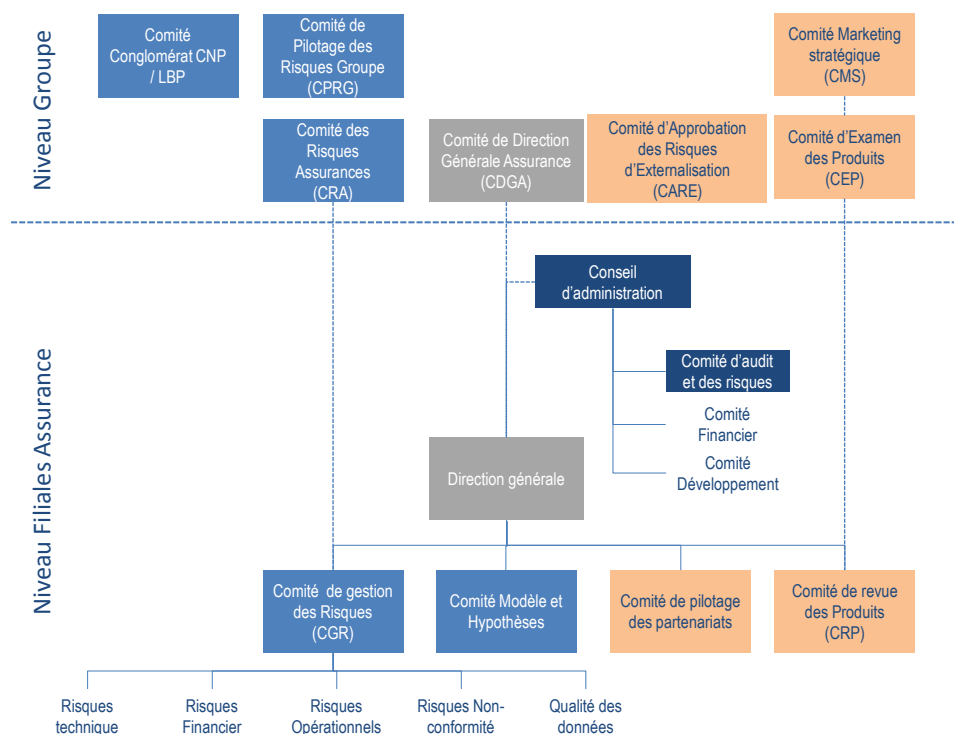 Niveau Groupe
Comité
Conglomérat CNP
/ LBP
Comité de
Pilotage des
Risques Groupe
(CPRG)
Comité Marketing
stratégique
(CMS)
Comité des
Risques
Assurances
(CRA)
Comité de Direction
Générale Assurance
(CDGA)
Comité d'Approbation
des Risques
d'Externalisation
(CARE)
Comité d'Examen
des Produits
(CEP)
Niveau Filiales Assurance
Conseil
d'administration
Comité d'audit
et des risques
Comité
Financier
Comité
Développement
Direction générale
Comité de gestion
des Risques
(CGR)
Comité Modèle et
Hypothèses
Comité de pilotage
des partenariats
Comité de revue
des Produits
(CRP)
Risques
technique
Risques
Financier
Risques
Opérationnels
Risques Non-
conformité
Qualité des
données